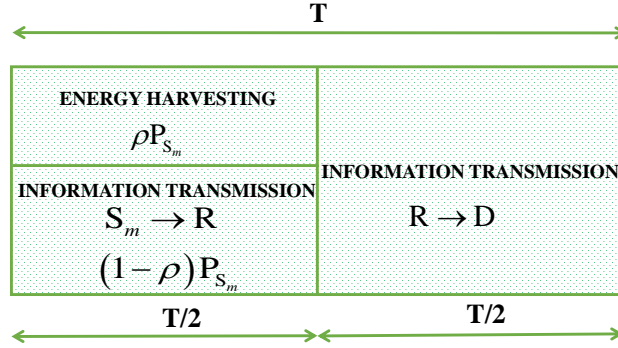 T
ENERGY HARVESTING
ρP_{S_m}
INFORMATION TRANSMISSION
S_m → R
(1 − ρ)P_{S_m}
INFORMATION TRANSMISSION
R → D
T/2
T/2